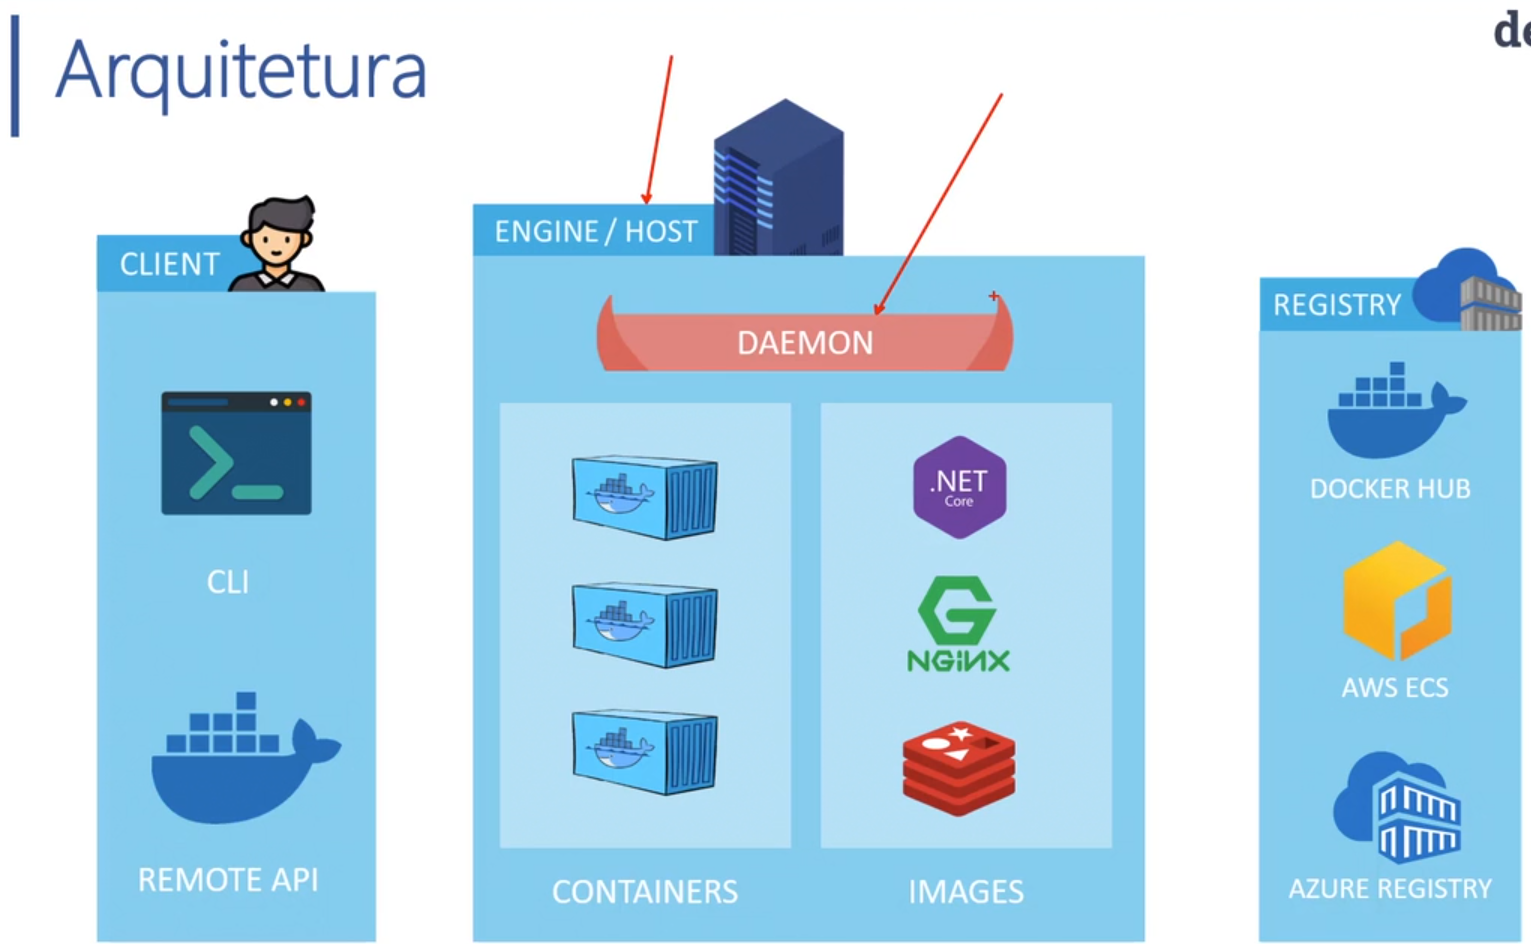 Arquitetura
de
CLIENT
CLI
REMOTE API
ENGINE / HOST
DAEMON
CONTAINERS
.NET
Core
NGiNX
IMAGES
REGISTRY
DOCKER HUB
AWS ECS
AZURE REGISTRY